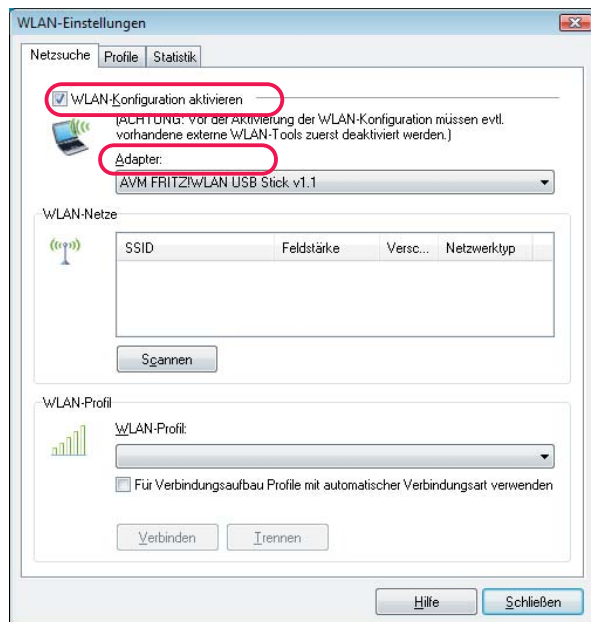 WLAN-Einstellungen
Netzsuche Profile Statistik
WLAN-Konfiguration aktivieren
(ACHTUNG: Vor der Aktivierung der WLAN-Konfiguration müssen evtl.
vorhandene externe WLAN-Tools zuerst deaktiviert werden.)
Adapter:
AVM FRITZ!WLAN USB Stick v1.1
WLAN-Netze
SSID Feldstärke Versc... Netzwerktyp
Scannen
WLAN-Profil
WLAN-Profil:
Für Verbindungsaufbau Profile mit automatischer Verbindungsart verwenden
Verbinden Trennen
Hilfe Schließen